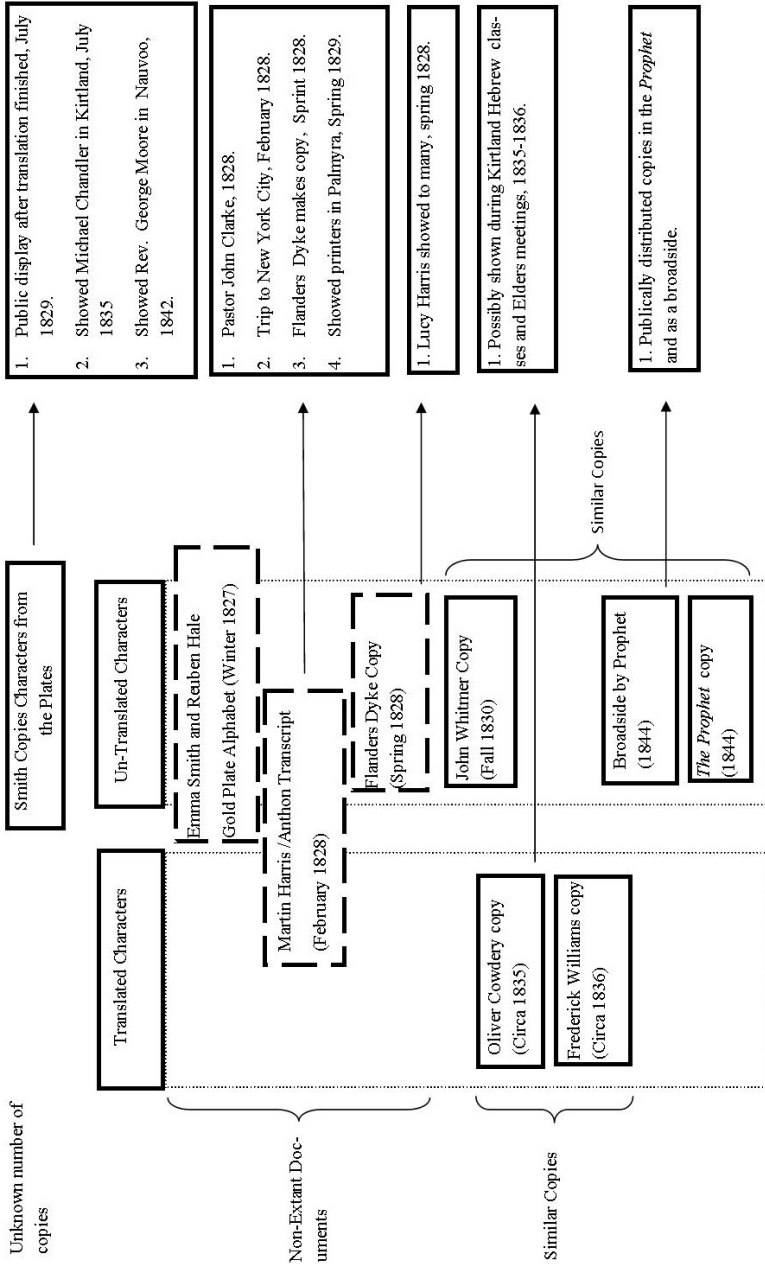 Unknown number of
copies
Smith Copies Characters from
the Plates
1. Public display after translation finished, July
1829.
2. Showed Michael Chandler in Kirtland, July
1835
3. Showed Rev. George Moore in Nauvoo,
1842.
Translated Characters
Un-Translated Characters
Non-Extant Doc-
uments
Emma Smith and Reuben Hale
Gold Plate Alphabet (Winter 1827)
Martin Harris /Anthon Transcript
(February 1828)
1. Pastor John Clarke, 1828.
2. Trip to New York City, February 1828.
3. Flanders Dyke makes copy, Sprint 1828.
4. Showed printers in Palmyra, Spring 1829.
Flanders Dyke Copy
(Spring 1828)
1. Lucy Harris showed to many, spring 1828.
John Whitmer Copy
(Fall 1830)
Similar Copies
Similar Copies
Oliver Cowdery copy
(Circa 1835)
Frederick Williams copy
(Circa 1836)
1. Possibly shown during Kirtland Hebrew clas-
ses and Elders meetings, 1835-1836.
Broadside by Prophet
(1844)
The Prophet copy
(1844)
1. Publically distributed copies in the Prophet
and as a broadside.